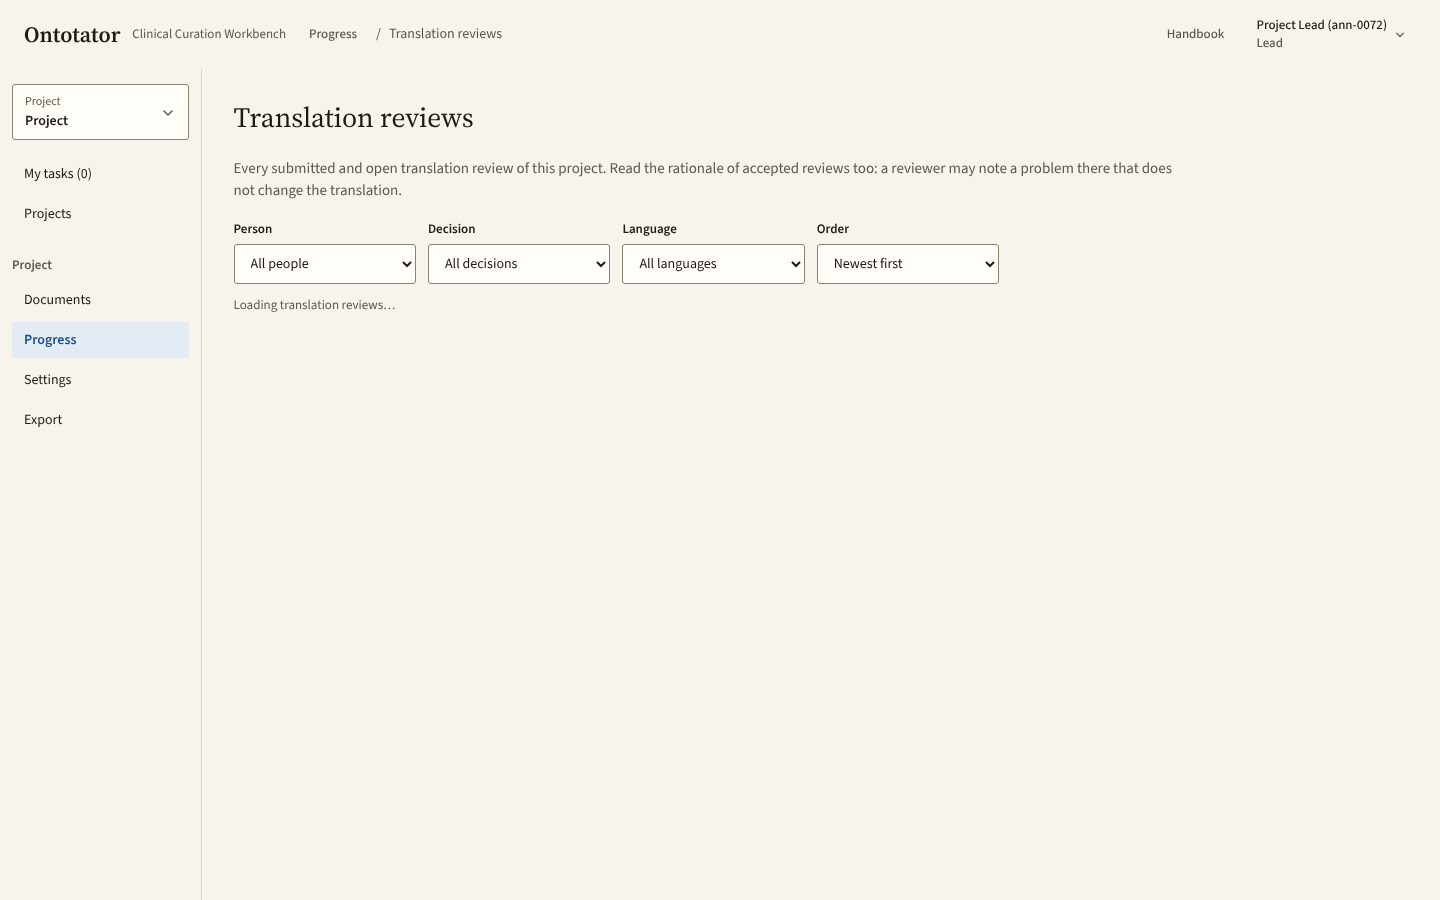 Ontotator Clinical Curation Workbench Progress / Translation reviews Handbook Project Lead (ann-0072)
Lead
Project
Project
My tasks (0)
Projects
Project
Documents
Progress
Settings
Export
Translation reviews
Every submitted and open translation review of this project. Read the rationale of accepted reviews too: a reviewer may note a problem there that does
not change the translation.
Person Decision Language Order
All people All decisions All languages Newest first
Loading translation reviews…